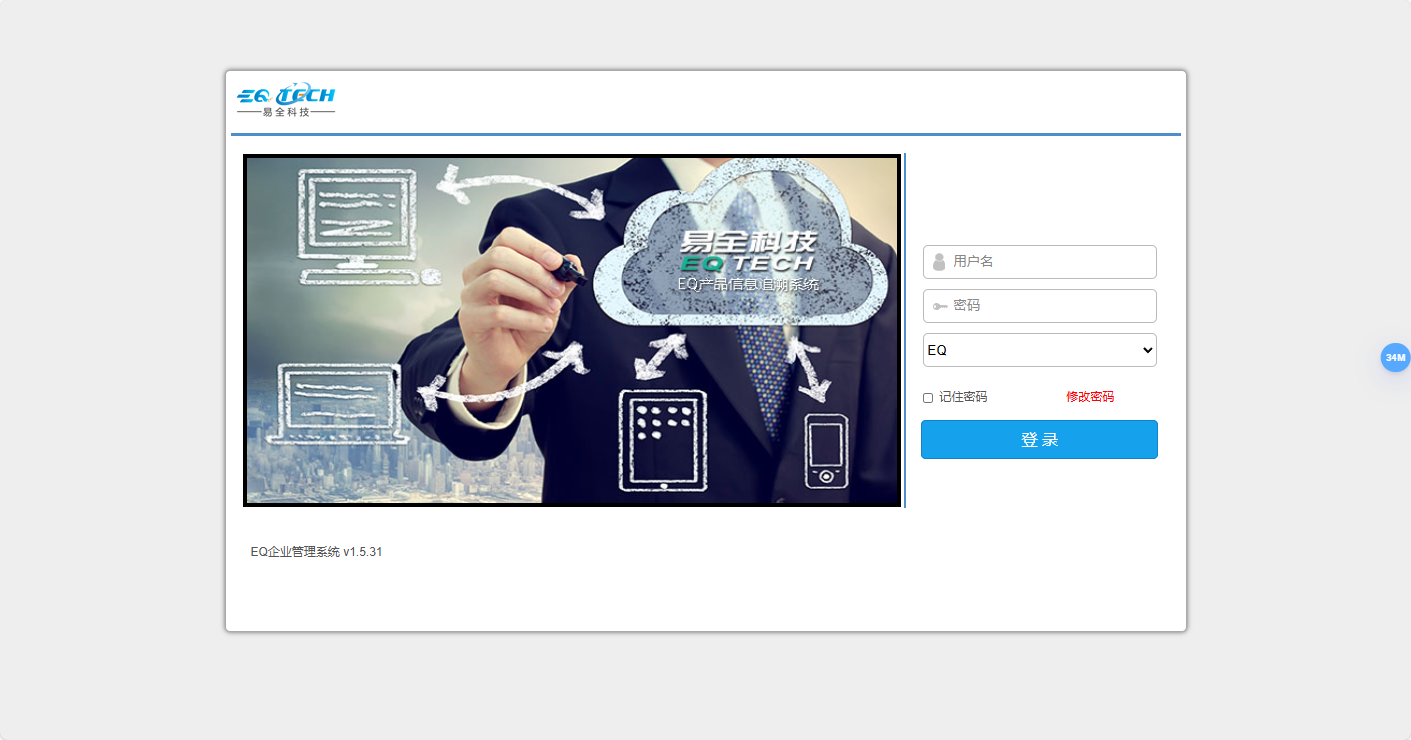 EQ TECH
易全科技
易全科技
EQ TECH
EQ产品信息追溯系统
用户名
密码
EQ
记住密码 修改密码
登 录
34M
EQ企业管理系统 v1.5.31